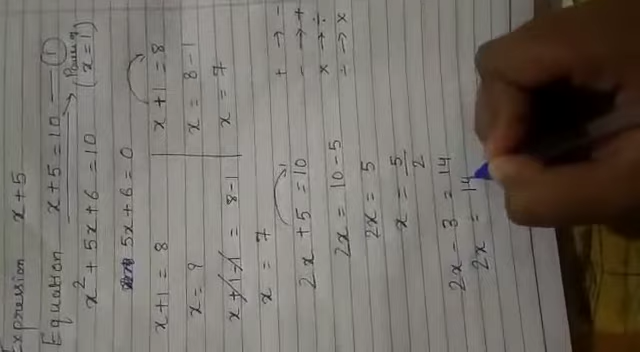 Expression x + 5
Equation x + 5 = 10 — ①
(Power of x = 1)
x² + 5x + 6 = 10
5x + 6 = 0
x + 1 = 8
x = ?
x + 1 - 1 = 8 - 1
x = 7
x + 1 = 8
x = 8 - 1
x = 7
2x + 5 = 10
2x = 10 - 5
2x = 5
x = 5/2
+ → -
- → +
× → ÷
÷ → ×
2x - 3 = 14
2x = 14